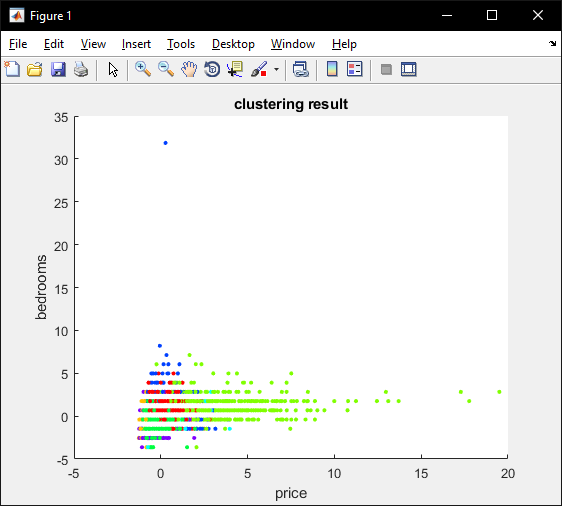 Figure 1
File Edit View Insert Tools Desktop Window Help
clustering result
35
30
25
20
15
10
5
0
-5
bedrooms
-5 0 5 10 15 20
price